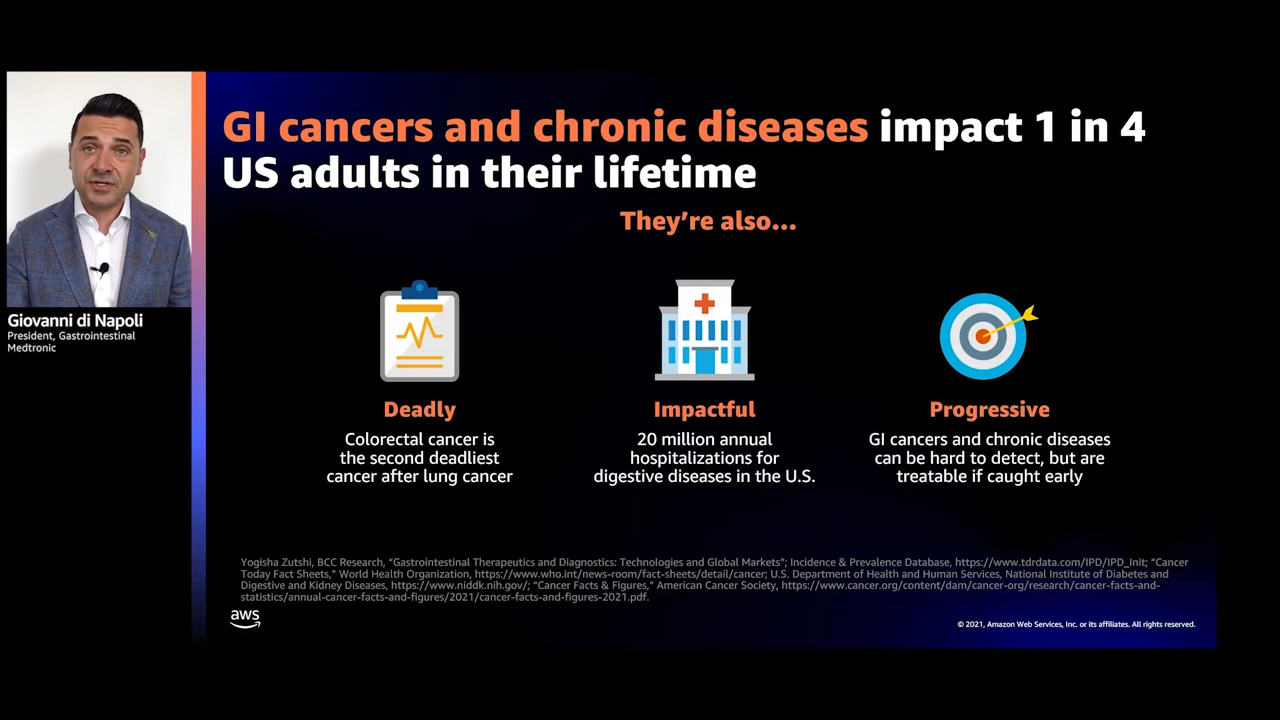 GI cancers and chronic diseases impact 1 in 4
US adults in their lifetime
They're also...
Giovanni di Napoli
President, Gastrointestinal
Medtronic
Deadly
Colorectal cancer is
the second deadliest
cancer after lung cancer
Impactful
20 million annual
hospitalizations for
digestive diseases in the U.S.
Progressive
GI cancers and chronic diseases
can be hard to detect, but are
treatable if caught early
Yogisha Zutshi, BCC Research, “Gastrointestinal Therapeutics and Diagnostics: Technologies and Global Markets”; Incidence & Prevalence Database, https://www.tdrdata.com/IPD/IPD_Init; “Cancer
Today Fact Sheets,” World Health Organization, https://www.who.int/news-room/fact-sheets/detail/cancer; U.S. Department of Health and Human Services, National Institute of Diabetes and
Digestive and Kidney Diseases, https://www.niddk.nih.gov/; “Cancer Facts & Figures,” American Cancer Society, https://www.cancer.org/content/dam/cancer-org/research/cancer-facts-and-
statistics/annual-cancer-facts-and-figures/2021/cancer-facts-and-figures-2021.pdf.
aws
© 2021, Amazon Web Services, Inc. or its affiliates. All rights reserved.